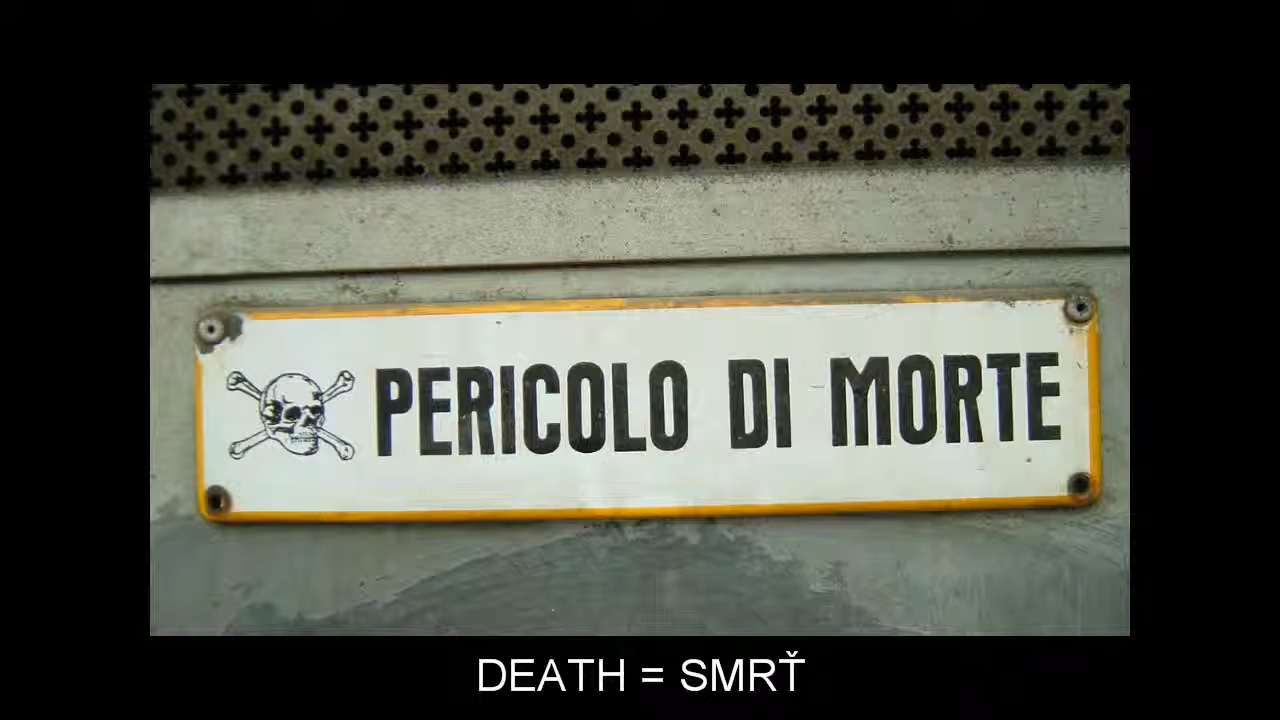 PERICOLO DI MORTE
DEATH = SMRŤ